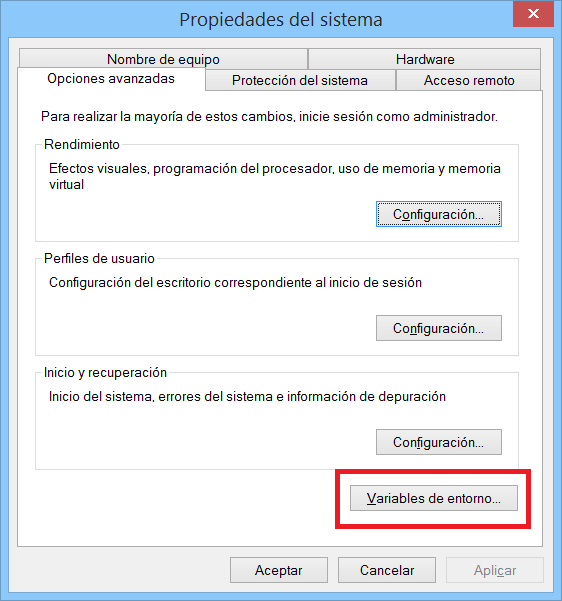 Propiedades del sistema
Nombre de equipo
Hardware
Opciones avanzadas
Protección del sistema
Acceso remoto
Para realizar la mayoría de estos cambios, inicie sesión como administrador.
Rendimiento
Efectos visuales, programación del procesador, uso de memoria y memoria
virtual
Configuración...
Perfiles de usuario
Configuración del escritorio correspondiente al inicio de sesión
Configuración...
Inicio y recuperación
Inicio del sistema, errores del sistema e información de depuración
Configuración...
Variables de entorno...
Aceptar
Cancelar
Aplicar